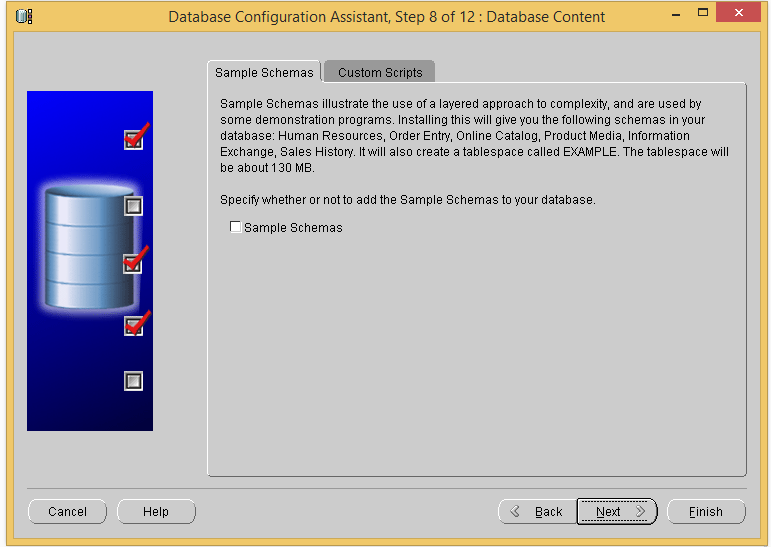 Database Configuration Assistant, Step 8 of 12 : Database Content
Sample Schemas
Custom Scripts
Sample Schemas illustrate the use of a layered approach to complexity, and are used by
some demonstration programs. Installing this will give you the following schemas in your
database: Human Resources, Order Entry, Online Catalog, Product Media, Information
Exchange, Sales History. It will also create a tablespace called EXAMPLE. The tablespace will
be about 130 MB.
Specify whether or not to add the Sample Schemas to your database.
Sample Schemas
Cancel
Help
Back
Next
Finish